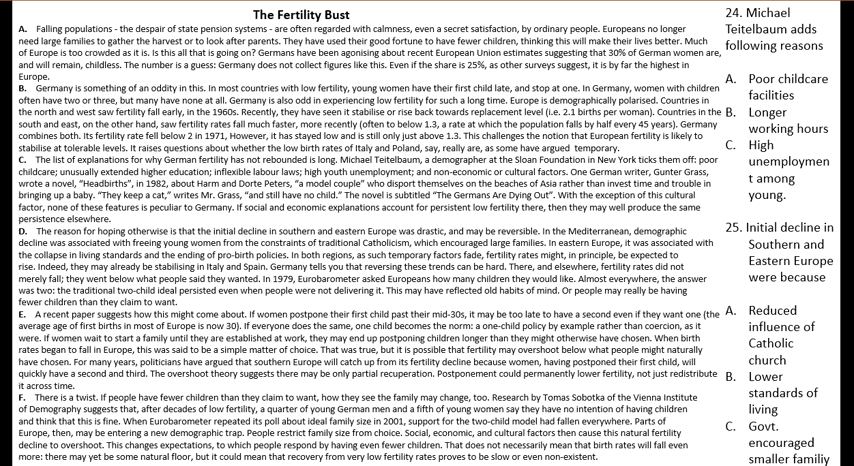 The Fertility Bust
A. Falling populations - the despair of state pension systems - are often regarded with calmness, even a secret satisfaction, by ordinary people. Europeans no longer
need large families to gather the harvest or to look after parents. They have used their good fortune to have fewer children, thinking this will make their lives better. Much
of Europe is too crowded as it is. Is this all that is going on? Germans have been agonising about recent European Union estimates suggesting that 30% of German women are,
and will remain, childless. The number is a guess: Germany does not collect figures like this. Even if the share is 25%, as other surveys suggest, it is by far the highest in
Europe.
B. Germany is something of an oddity in this. In most countries with low fertility, young women have their first child late, and stop at one. In Germany, women with children
often have two or three, but many have none at all. Germany is also odd in experiencing low fertility for such a long time. Europe is demographically polarised. Countries in
the north and west saw fertility fall early, in the 1960s. Recently, they have seen it stabilise or rise back towards replacement level (i.e. 2.1 births per woman). Countries in the
south and east, on the other hand, saw fertility rates fall much faster, more recently (often to below 1.3, a rate at which the population falls by half every 45 years). Germany
combines both. Its fertility rate fell below 2 in 1971, However, it has stayed low and is still only just above 1.3. This challenges the notion that European fertility is likely to
stabilise at tolerable levels. It raises questions about whether the low birth rates of Italy and Poland, say, really are, as some have argued temporary.
C. The list of explanations for why German fertility has not rebounded is long. Michael Teitelbaum, a demographer at the Sloan Foundation in New York ticks them off: poor
childcare; unusually extended higher education; inflexible labour laws; high youth unemployment; and non-economic or cultural factors. One German writer, Gunter Grass,
wrote a novel, "Headbirths", in 1982, about Harm and Dorte Peters, "a model couple" who disport themselves on the beaches of Asia rather than invest time and trouble in
bringing up a baby. "They keep a cat," writes Mr. Grass, "and still have no child." The novel is subtitled "The Germans Are Dying Out". With the exception of this cultural
factor, none of these features is peculiar to Germany. If social and economic explanations account for persistent low fertility there, then they may well produce the same
persistence elsewhere.
D. The reason for hoping otherwise is that the initial decline in southern and eastern Europe was drastic, and may be reversible. In the Mediterranean, demographic
decline was associated with freeing young women from the constraints of traditional Catholicism, which encouraged large families. In eastern Europe, it was associated with
the collapse in living standards and the ending of pro-birth policies. In both regions, as such temporary factors fade, fertility rates might, in principle, be expected to
rise. Indeed, they may already be stabilising in Italy and Spain. Germany tells you that reversing these trends can be hard. There, and elsewhere, fertility rates did not
merely fall; they went below what people said they wanted. In 1979, Eurobarometer asked Europeans how many children they would like. Almost everywhere, the answer
was two: the traditional two-child ideal persisted even when people were not delivering it. This may have reflected old habits of mind. Or people may really be having
fewer children than they claim to want.
E. A recent paper suggests how this might come about. If women postpone their first child past their mid-30s, it may be too late to have a second even if they want one (the
average age of first births in most of Europe is now 30). If everyone does the same, one child becomes the norm: a one-child policy by example rather than coercion, as it
were. If women wait to start a family until they are established at work, they may end up postponing children longer than they might otherwise have chosen. When birth
rates began to fall in Europe, this was said to be a simple matter of choice. That was true, but it is possible that fertility may overshoot below what people might naturally
have chosen. For many years, politicians have argued that southern Europe will catch up from its fertility decline because women, having postponed their first child, will
quickly have a second and third. The overshoot theory suggests there may be only partial recuperation. Postponement could permanently lower fertility, not just redistribute
it across time.
F. There is a twist. If people have fewer children than they claim to want, how they see the family may change, too. Research by Tomas Sobotka of the Vienna Institute
of Demography suggests that, after decades of low fertility, a quarter of young German men and a fifth of young women say they have no intention of having children
and think that this is fine. When Eurobarometer repeated its poll about ideal family size in 2001, support for the two-child model had fallen everywhere. Parts of
Europe, then, may be entering a new demographic trap. People restrict family size from choice. Social, economic, and cultural factors then cause this natural fertility
decline to overshoot. This changes expectations, to which people respond by having even fewer children. That does not necessarily mean that birth rates will fall even
more: there may yet be some natural floor, but it could mean that recovery from very low fertility rates proves to be slow or even non-existent.
24. Michael
Teitelbaum adds
following reasons
A. Poor childcare
facilities
B. Longer
working hours
C. High
unemploymen
t among
young.
25. Initial decline in
Southern and
Eastern Europe
were because
A. Reduced
influence of
Catholic
church
B. Lower
standards of
living
C. Govt.
encouraged
smaller familiy